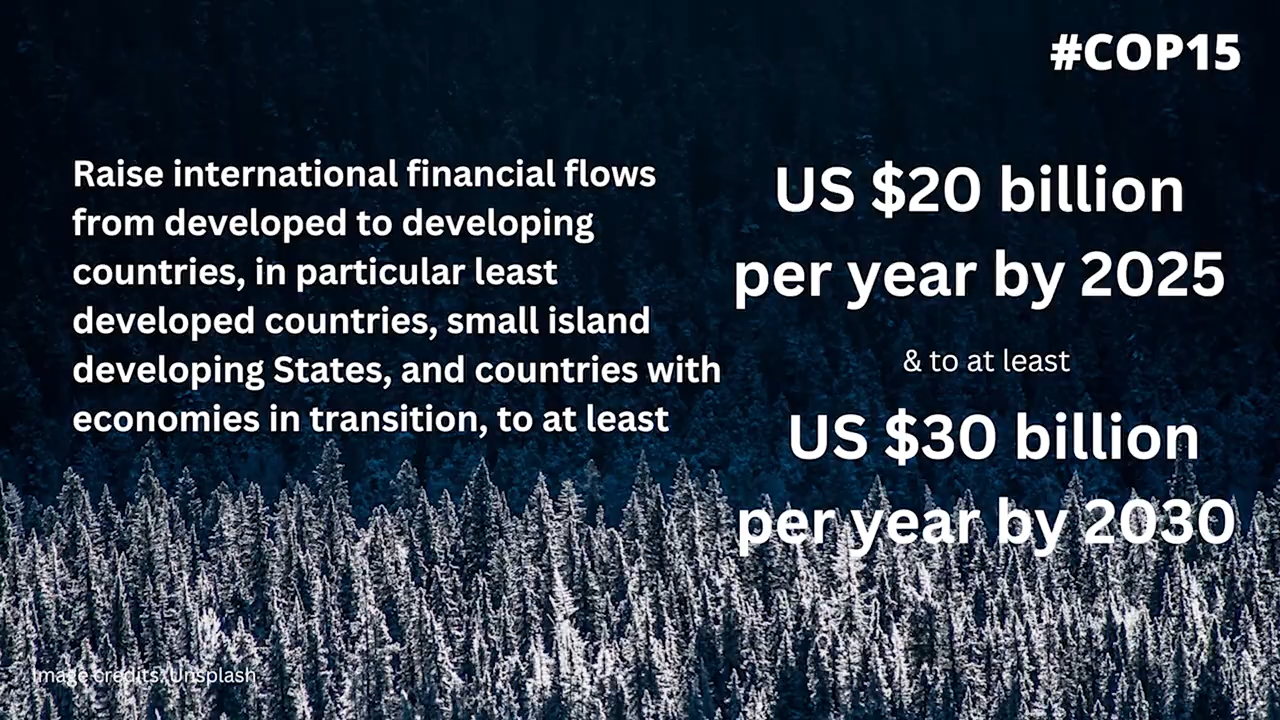 #COP15
Raise international financial flows
from developed to developing
countries, in particular least
developed countries, small island
developing States, and countries with
economies in transition, to at least
US $20 billion
per year by 2025
& to at least
US $30 billion
per year by 2030
Image credits: Unsplash